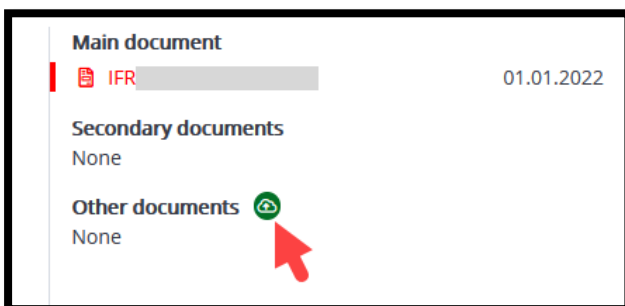 Main document
IFR
01.01.2022
Secondary documents
None
Other documents
None